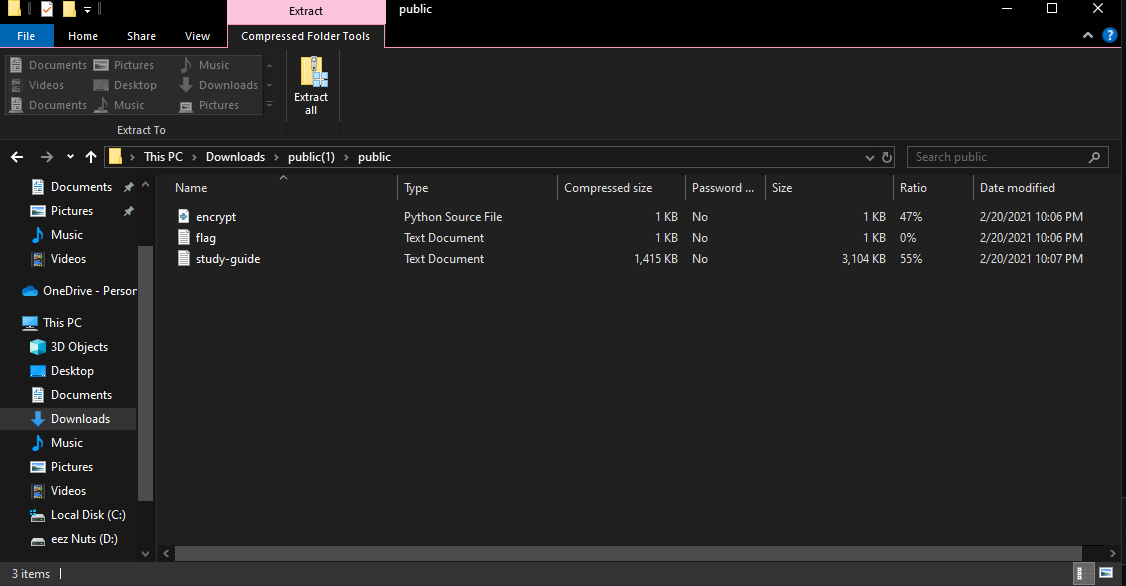 Extract public
File Home Share View Compressed Folder Tools
Documents Pictures Music
Videos Desktop Downloads
Documents Music Pictures
Extract all
Extract To
This PC > Downloads > public(1) > public
Search public
Documents
Pictures
Music
Videos
OneDrive - Person
This PC
3D Objects
Desktop
Documents
Downloads
Music
Pictures
Videos
Local Disk (C:)
eez Nuts (D:)
Name Type Compressed size Password ... Size Ratio Date modified
encrypt Python Source File 1 KB No 1 KB 47% 2/20/2021 10:06 PM
flag Text Document 1 KB No 1 KB 0% 2/20/2021 10:06 PM
study-guide Text Document 1,415 KB No 3,104 KB 55% 2/20/2021 10:07 PM
3 items